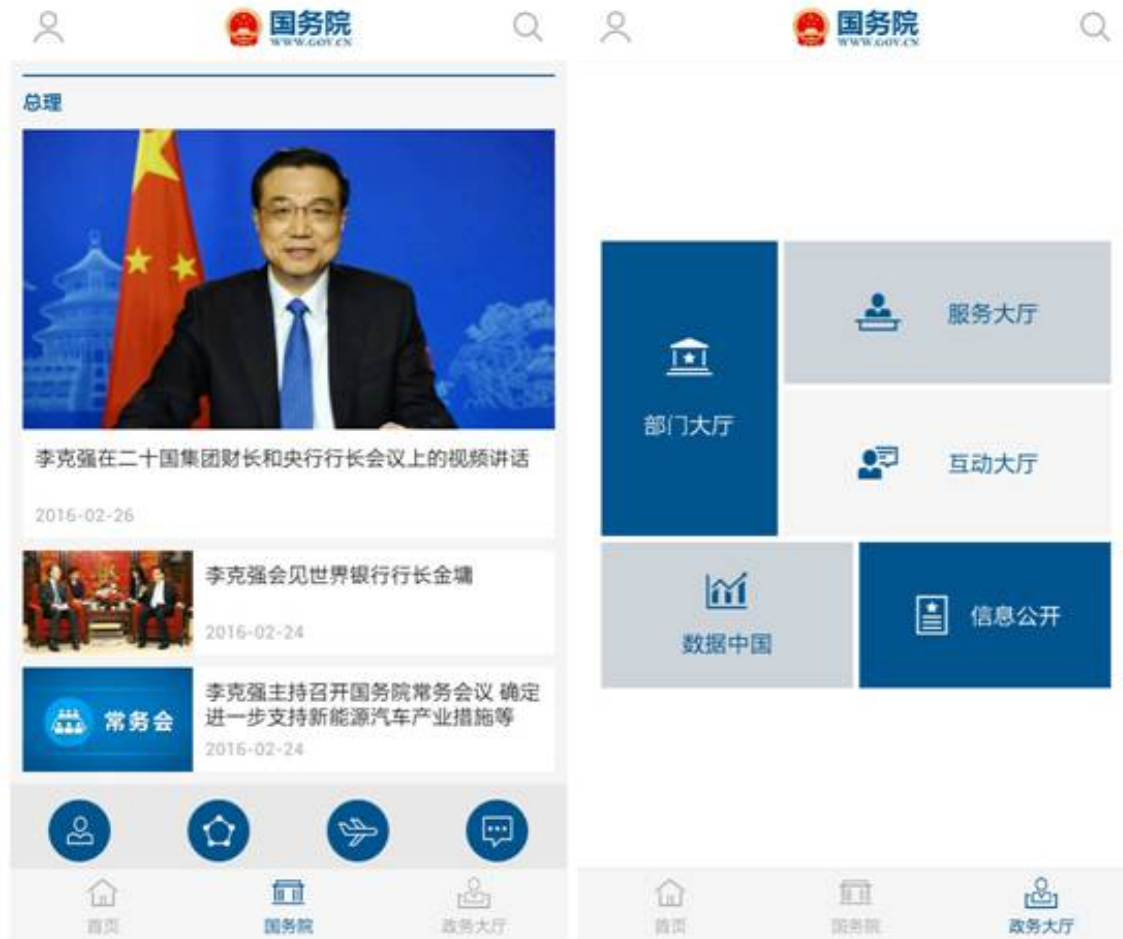 国务院
WWW.GOV.CN
总理
李克强在二十国集团财长和央行行长会议上的视频讲话
2016-02-26
李克强会见世界银行行长金墉
2016-02-24
常务会
李克强主持召开国务院常务会议 确定
进一步支持新能源汽车产业措施等
2016-02-24
首页
国务院
政务大厅
国务院
WWW.GOV.CN
部门大厅
服务大厅
互动大厅
数据中国
信息公开
首页
国务院
政务大厅